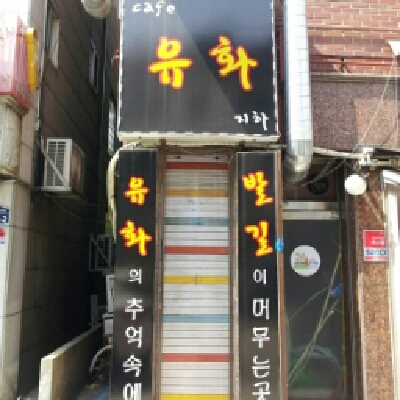 cafe
유화
지하
유화의 추억속에
발길이 머무는곳